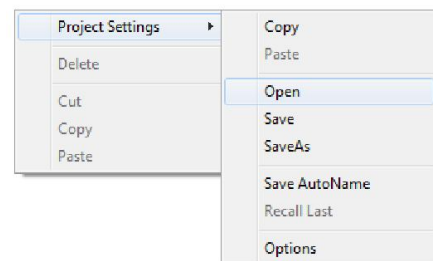 Project Settings
Delete
Cut
Copy
Paste
Copy
Paste
Open
Save
SaveAs
Save AutoName
Recall Last
Options